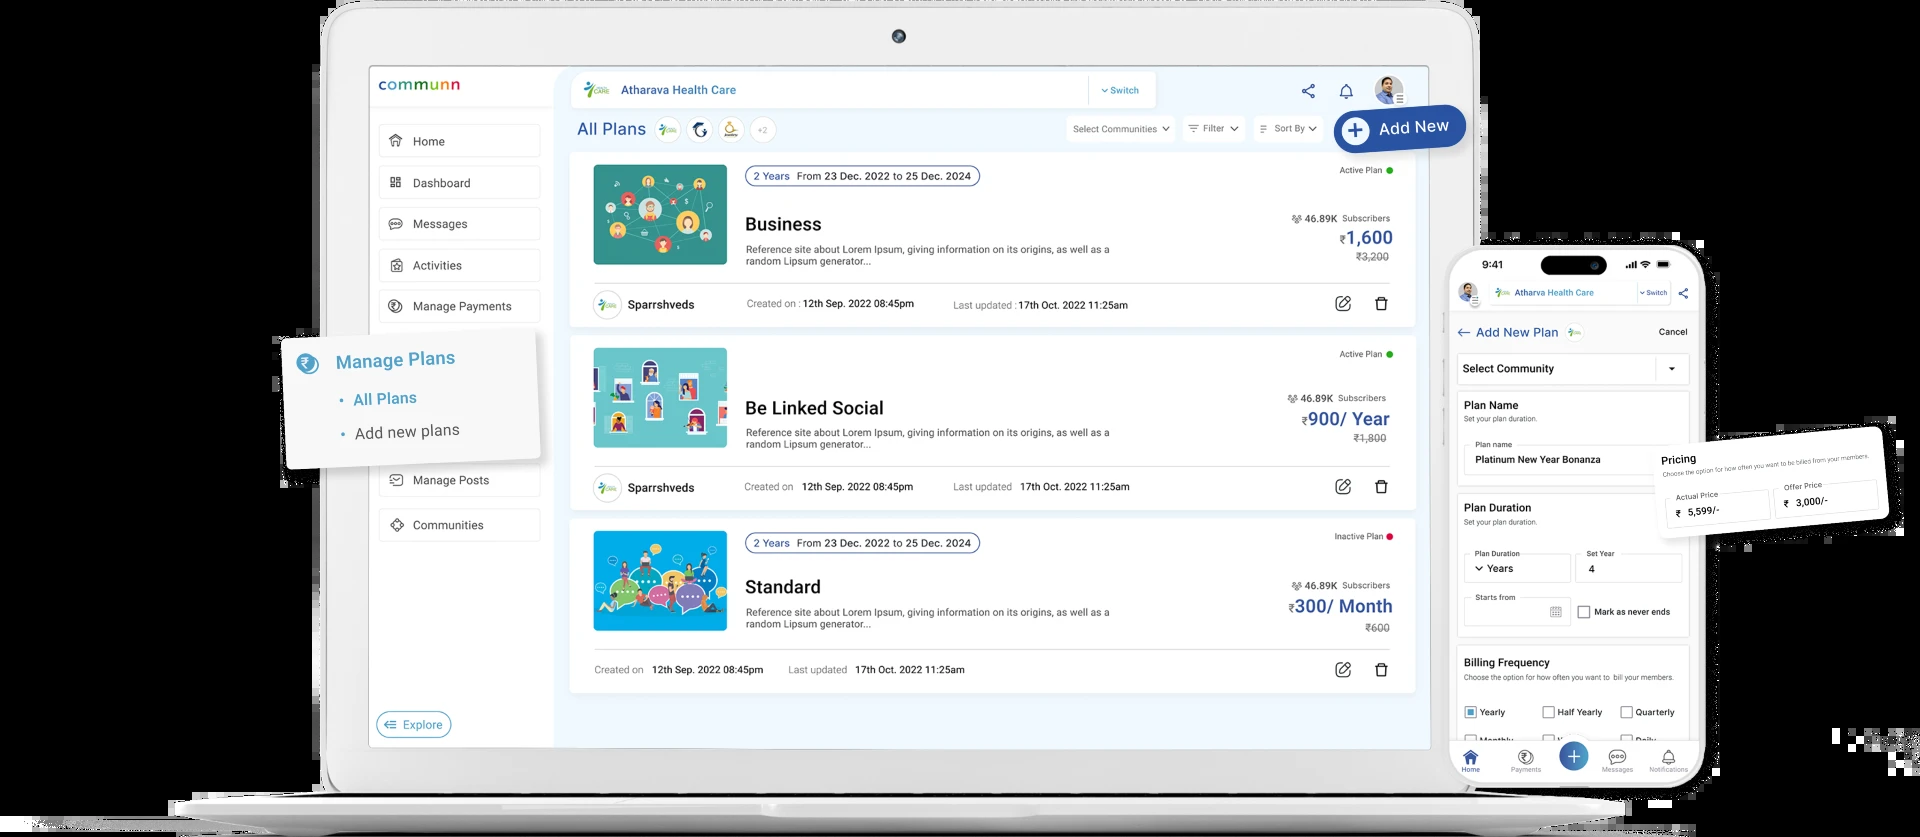 communn
Home
Dashboard
Messages
Activities
Manage Payments
Manage Plans
All Plans
Add new plans
Manage Posts
Communities
Explore
Atharava Health Care
Switch
All Plans
+2
Select Communities
Filter
Sort By
Add New
2 Years From 23 Dec. 2022 to 25 Dec. 2024
Active Plan
Business
Reference site about Lorem Ipsum, giving information on its origins, as well as a
random Lipsum generator...
46.89K Subscribers
₹1,600
₹3,200
Sparrshveds
Created on : 12th Sep. 2022 08:45pm
Last updated : 17th Oct. 2022 11:25am
Active Plan
Be Linked Social
Reference site about Lorem Ipsum, giving information on its origins, as well as a
random Lipsum generator...
46.89K Subscribers
₹900/ Year
₹1,800
Sparrshveds
Created on 12th Sep. 2022 08:45pm
Last updated 17th Oct. 2022 11:25am
2 Years From 23 Dec. 2022 to 25 Dec. 2024
Inactive Plan
Standard
Reference site about Lorem Ipsum, giving information on its origins, as well as a
random Lipsum generator...
46.89K Subscribers
₹300/ Month
₹600
Created on 12th Sep. 2022 08:45pm
Last updated 17th Oct. 2022 11:25am
9:41
Atharva Health Care
Switch
Add New Plan
Cancel
Select Community
Plan Name
Set your plan duration.
Plan name
Platinum New Year Bonanza
Pricing
Choose the option for how often you want to be billed from your members.
Actual Price
₹ 5,599/-
Offer Price
₹ 3,000/-
Plan Duration
Set your plan duration.
Plan Duration
Years
Set Year
4
Starts from
Mark as never ends
Billing Frequency
Choose the option for how often you want to bill your members.
Yearly
Half Yearly
Quarterly
Monthly
Daily
Home
Payments
Messages
Notifications